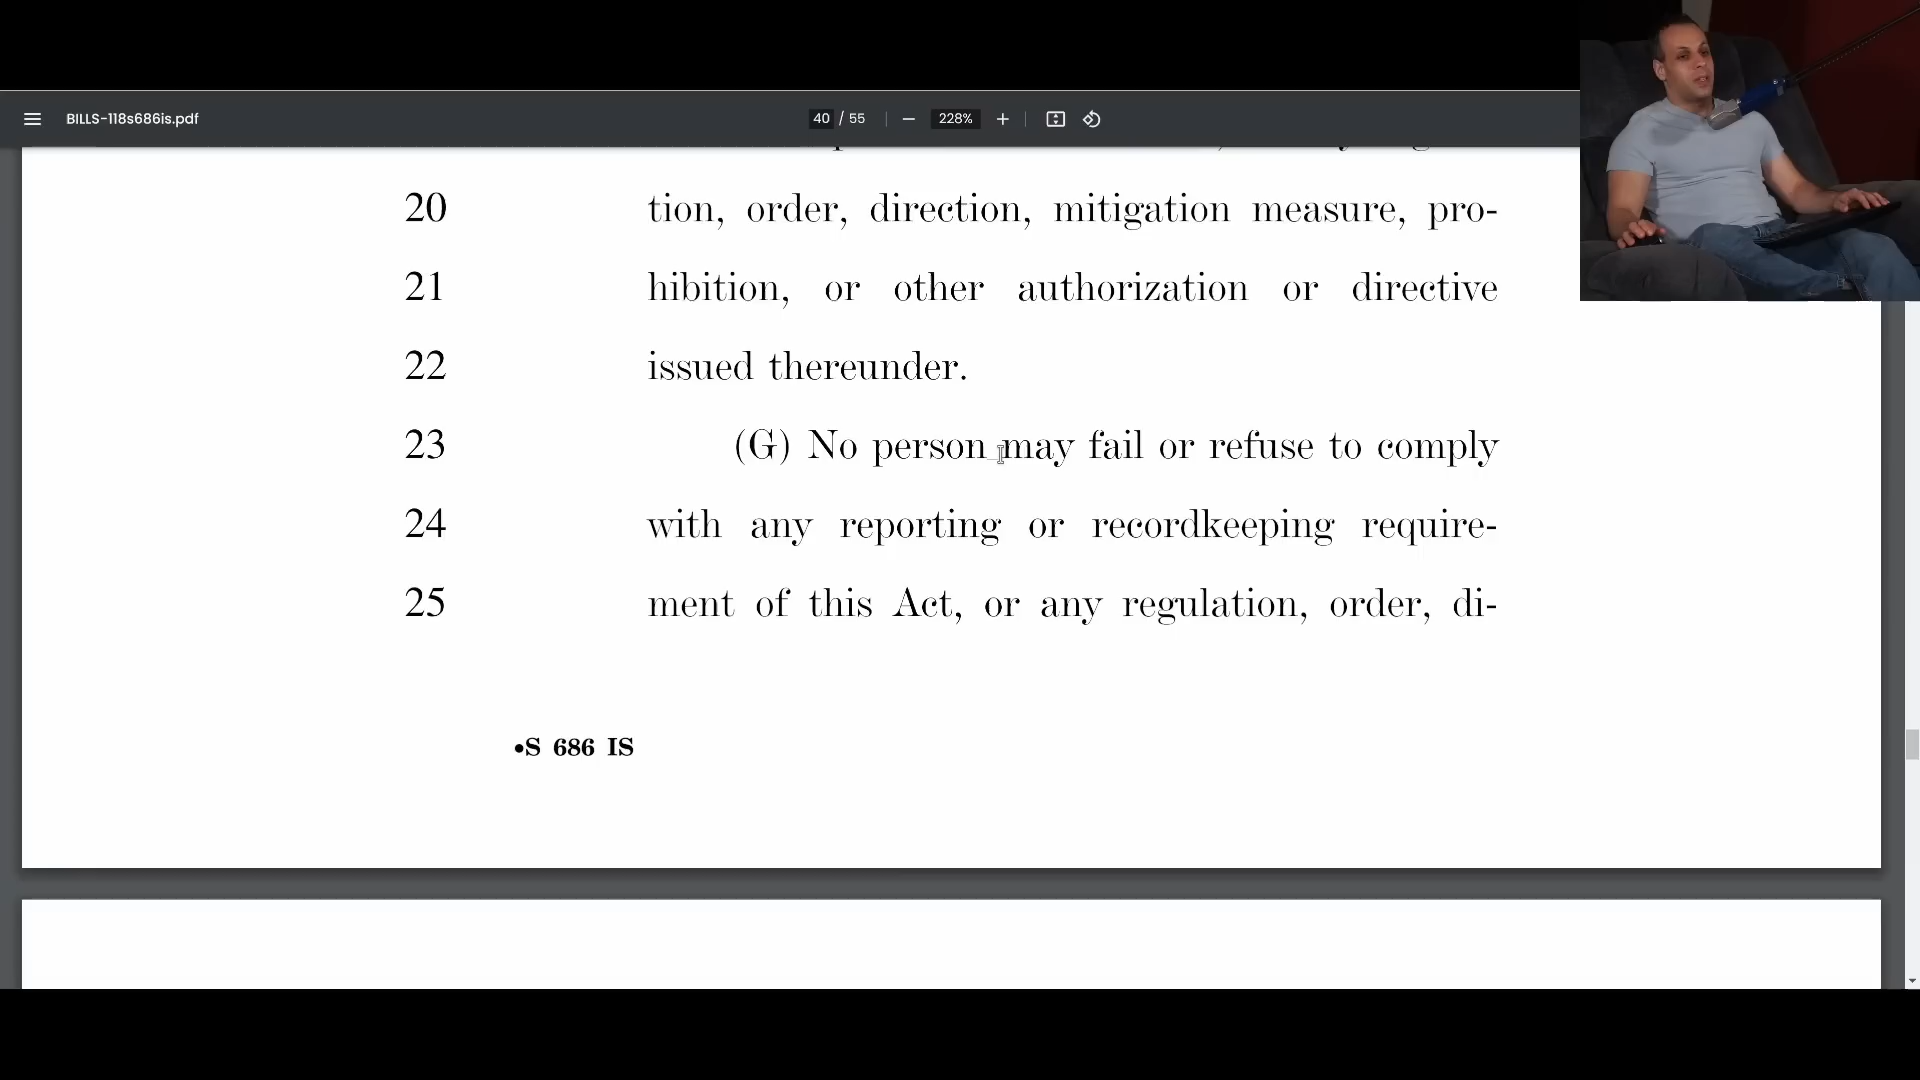 BILLS-118s686is.pdf
40 / 55
228%
20 tion, order, direction, mitigation measure, pro-
21 hibition, or other authorization or directive
22 issued thereunder.
23 (G) No person may fail or refuse to comply
24 with any reporting or recordkeeping require-
25 ment of this Act, or any regulation, order, di-
•S 686 IS